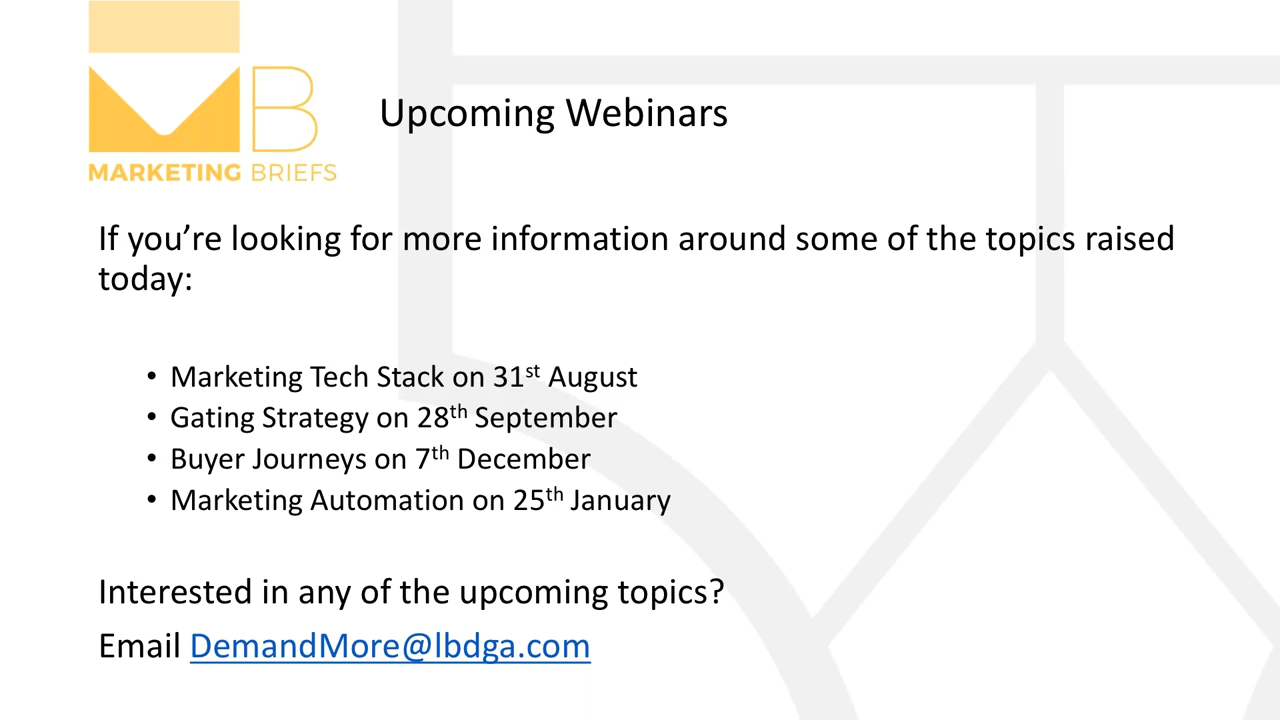 MB
MARKETING BRIEFS
Upcoming Webinars
If you’re looking for more information around some of the topics raised
today:
• Marketing Tech Stack on 31st August
• Gating Strategy on 28th September
• Buyer Journeys on 7th December
• Marketing Automation on 25th January
Interested in any of the upcoming topics?
Email DemandMore@lbdga.com